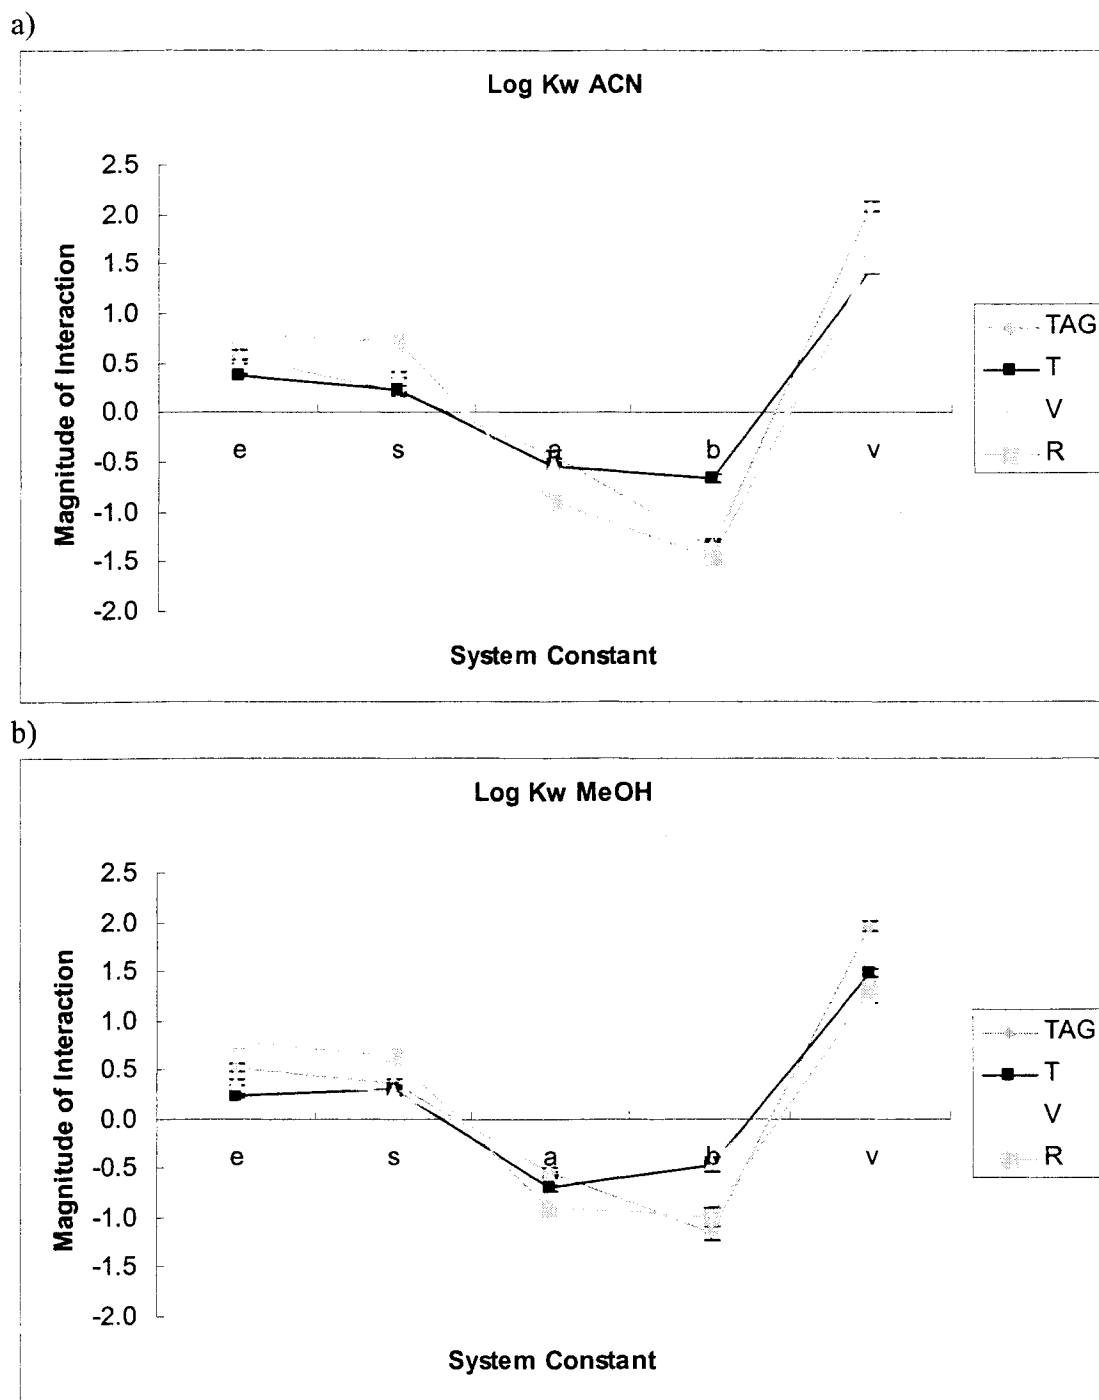 a)
Log Kw ACN
Magnitude of Interaction
2.5
2.0
1.5
1.0
0.5
0.0
-0.5
-1.0
-1.5
-2.0
e s a b v
System Constant
TAG
T
V
R
b)
Log Kw MeOH
Magnitude of Interaction
2.5
2.0
1.5
1.0
0.5
0.0
-0.5
-1.0
-1.5
-2.0
e s a b v
System Constant
TAG
T
V
R